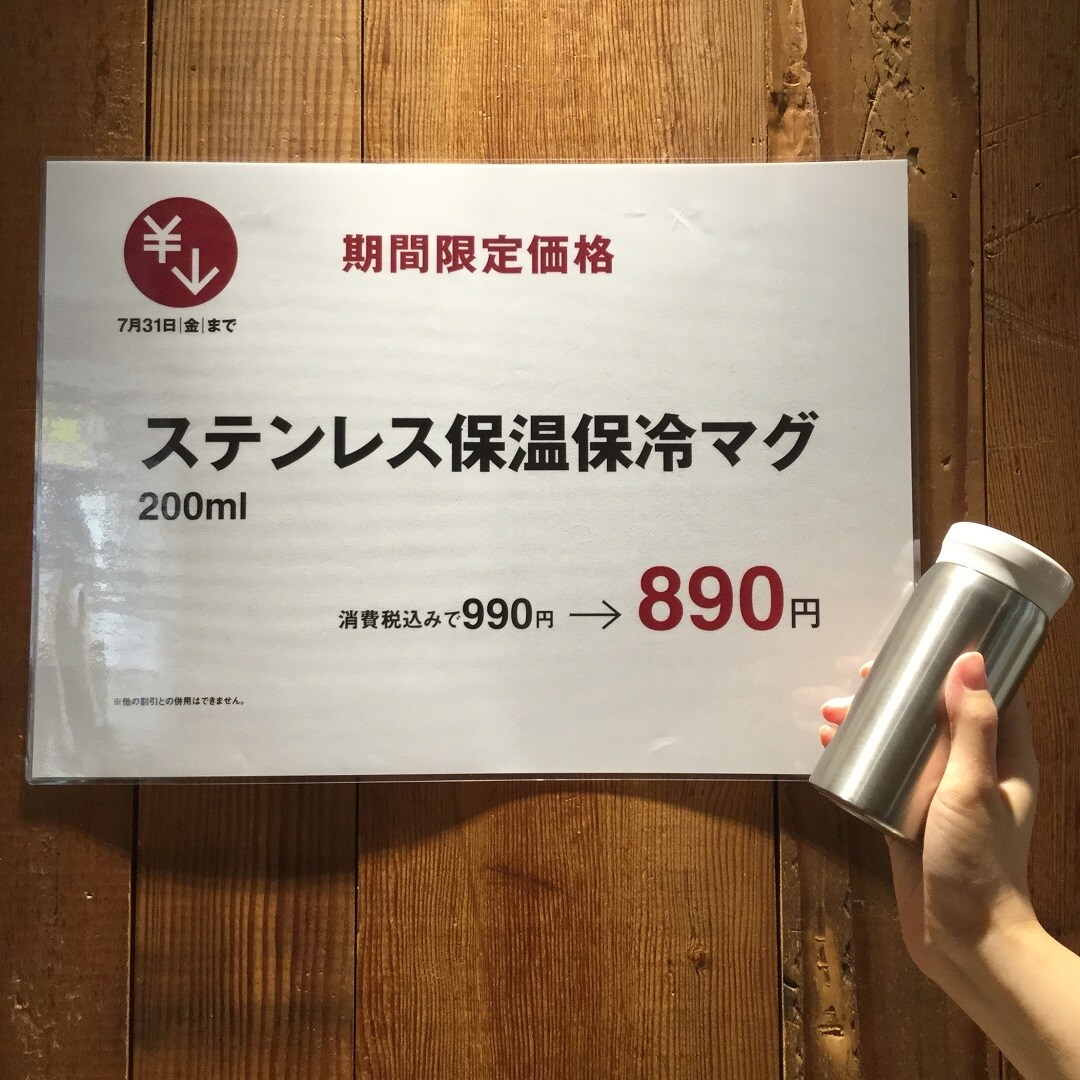 ¥↓
期間限定価格
7月31日|金|まで
ステンレス保温保冷マグ
200ml
消費税込みで990円→890円
※他の割引との併用はできません。